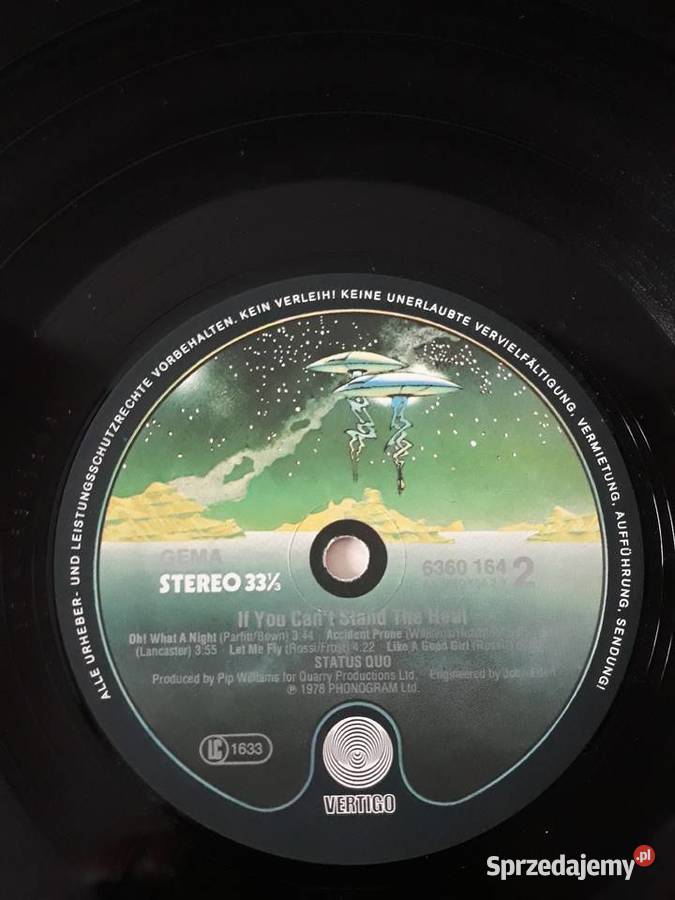 ALLE URHEBER- UND LEISTUNGSSCHUTZRECHTE VORBEHALTEN. KEIN VERLEIH! KEINE UNERLAUBTE VERVIELFÄLTIGUNG, VERMIETUNG, AUFFÜHRUNG, SENDUNG!
GEMA
STEREO 33⅓
6360 164 2
If You Can't Stand The Heat
Oh! What A Night (Parfitt/Bown) 3.44 Accident Prone
(Lancaster) 3:55 Let Me Fly (Rossi/Frost) 4.22 Like A Good Girl
STATUS QUO
Produced by Pip Williams for Quarry Productions Ltd. Engineered by John Eden
℗ 1978 PHONOGRAM Ltd.
LC 1633
VERTIGO
Sprzedajemy.pl